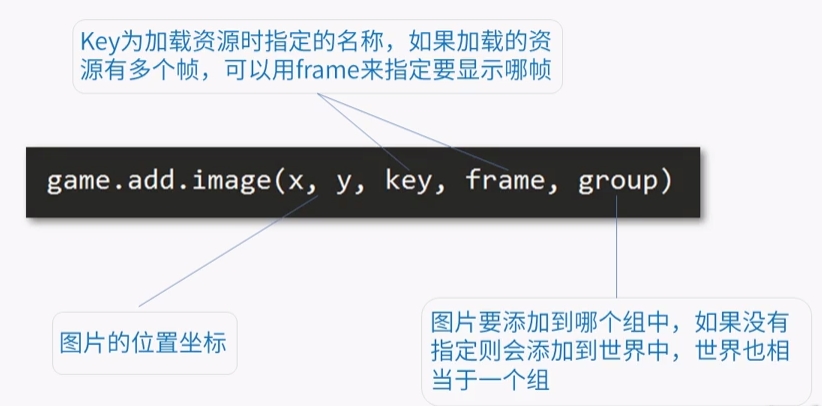 Key为加载资源时指定的名称，如果加载的资
源有多个帧，可以用frame来指定要显示哪帧
game.add.image(x, y, key, frame, group)
图片的位置坐标
图片要添加到哪个组中，如果没有
指定则会添加到世界中，世界也相
当于一个组